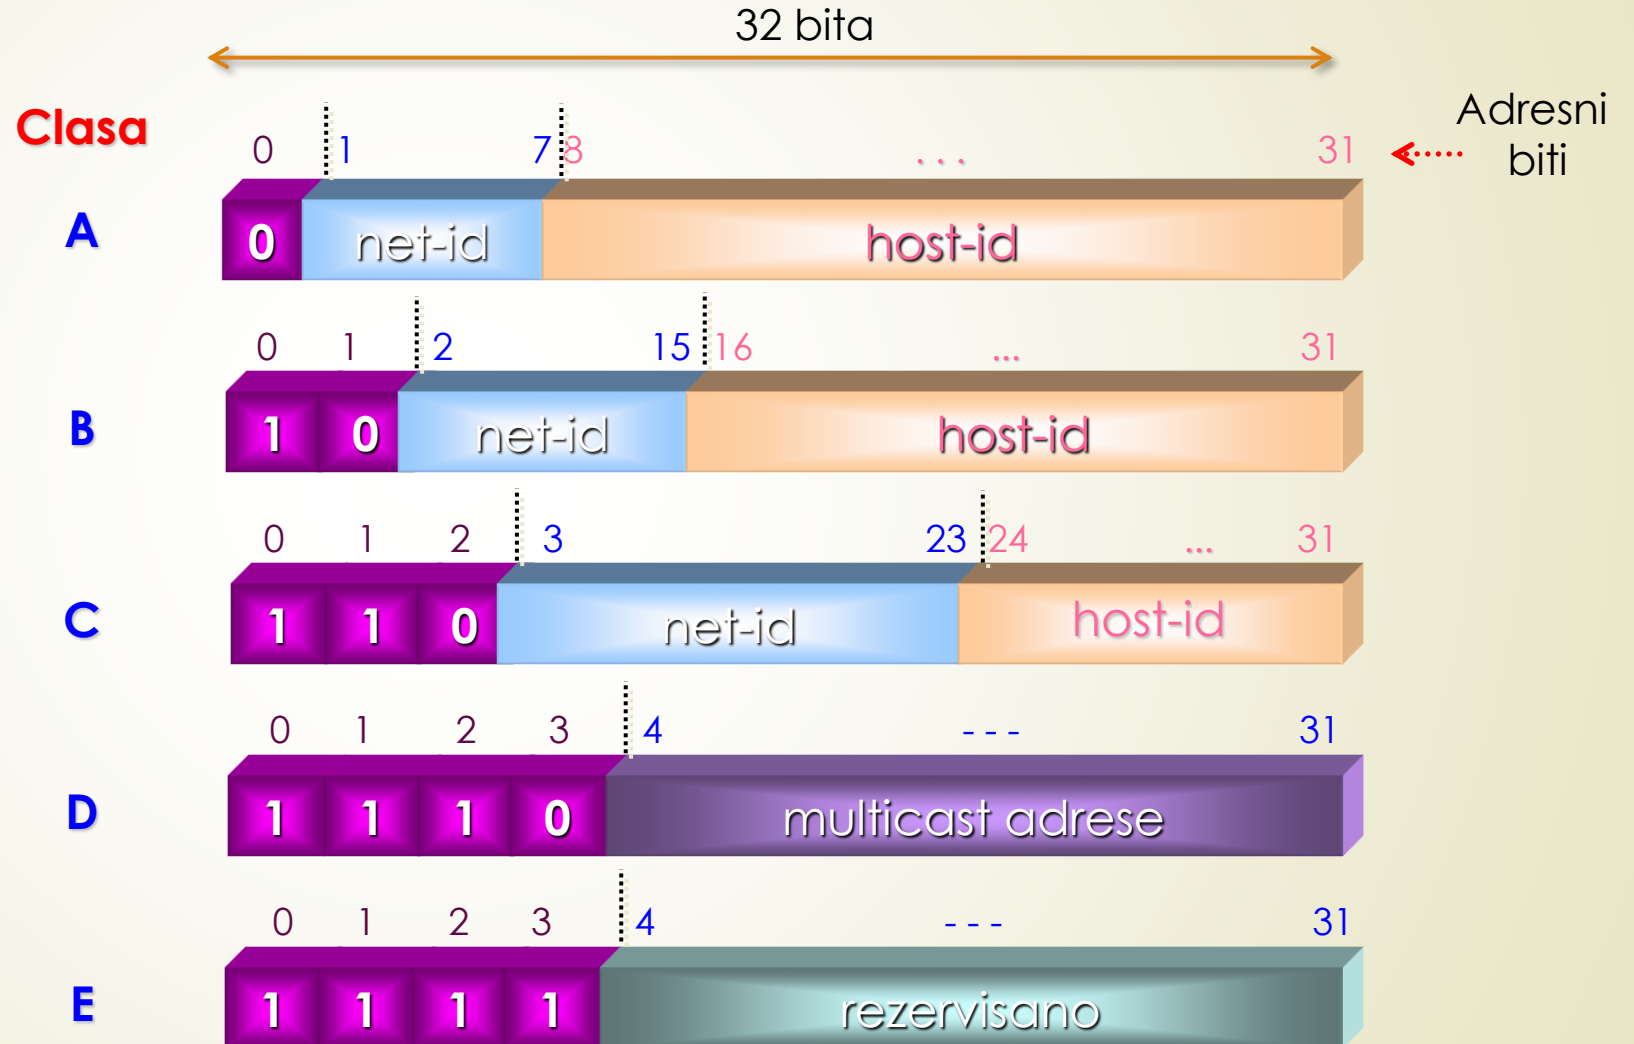 32 bita
Clasa
Adresni
biti
0 1 7 8 . . . 31
A
0 net-id host-id
0 1 2 15 16 ... 31
B
1 0 net-id host-id
0 1 2 3 23 24 ... 31
C
1 1 0 net-id host-id
0 1 2 3 4 - - - 31
D
1 1 1 0 multicast adrese
0 1 2 3 4 - - - 31
E
1 1 1 1 rezervisano